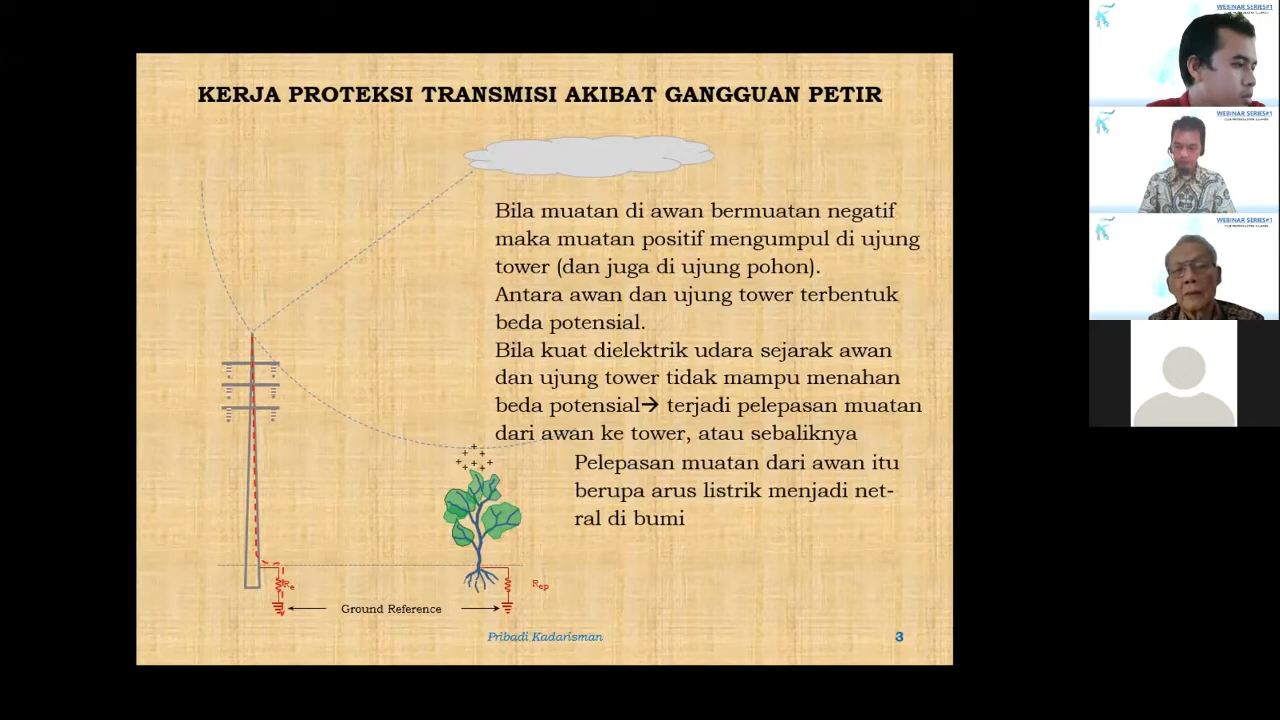 KERJA PROTEKSI TRANSMISI AKIBAT GANGGUAN PETIR
Bila muatan di awan bermuatan negatif
maka muatan positif mengumpul di ujung
tower (dan juga di ujung pohon).
Antara awan dan ujung tower terbentuk
beda potensial.
Bila kuat dielektrik udara sejarak awan
dan ujung tower tidak mampu menahan
beda potensial→ terjadi pelepasan muatan
dari awan ke tower, atau sebaliknya
Pelepasan muatan dari awan itu
berupa arus listrik menjadi net-
ral di bumi
Re
Rep
Ground Reference
Pribadi Kadarisman
3
WEBINAR SERIES#1
WEBINAR SERIES#1
WEBINAR SERIES#1